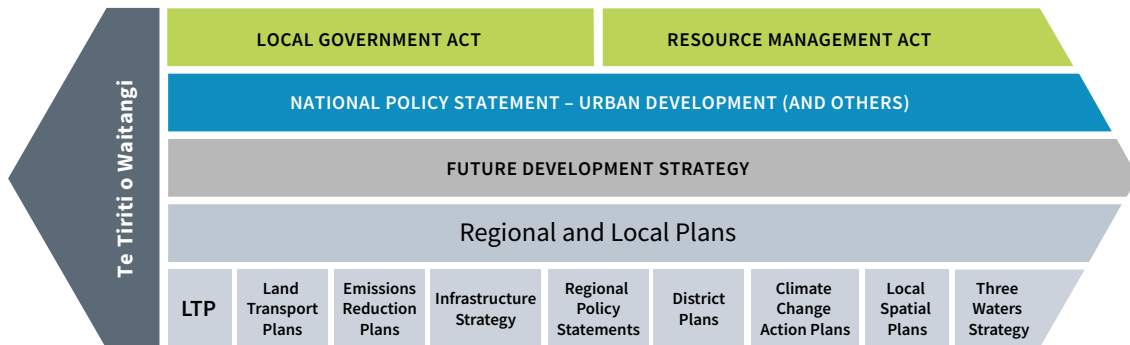 Te Tiriti o Waitangi
LOCAL GOVERNMENT ACT
RESOURCE MANAGEMENT ACT
NATIONAL POLICY STATEMENT – URBAN DEVELOPMENT (AND OTHERS)
FUTURE DEVELOPMENT STRATEGY
Regional and Local Plans
LTP
Land
Transport
Plans
Emissions
Reduction
Plans
Infrastructure
Strategy
Regional
Policy
Statements
District
Plans
Climate
Change
Action Plans
Local
Spatial
Plans
Three
Waters
Strategy